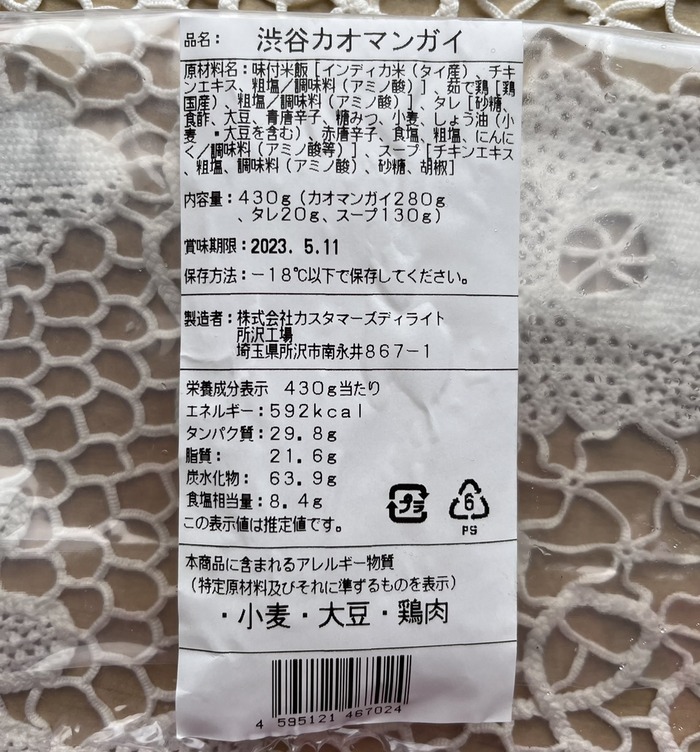 品名: 渋谷カオマンガイ
原材料名:味付米飯[インディカ米(タイ産)、チキ
ンエキス、粗塩/調味料(アミノ酸)]、茹で鶏[鶏
国産)、粗塩/調味料(アミノ酸)]、タレ[砂糖、
食酢、大豆、青唐辛子、糖みつ、小麦、しょう油(小
麦 ・大豆を含む)、赤唐辛子、食塩、粗塩、にんに
く/調味料(アミノ酸等)]、スープ[チキンエキス
、粗塩、調味料(アミノ酸)、砂糖、胡椒]
内容量:430g(カオマンガイ280g
、タレ20g、スープ130g)
賞味期限:2023. 5.11
保存方法:-18℃以下で保存してください。
製造者:株式会社カスタマーズディライト
所沢工場
埼玉県所沢市南永井867-1
栄養成分表示 430g当たり
エネルギー:592kcal
タンパク質:29.8g
脂質: 21.6g
炭水化物: 63.9g
食塩相当量:8.4g
この表示値は推定値です。
プラ
6
PS
本商品に含まれるアレルギー物質
(特定原材料及びそれに準ずるものを表示)
・小麦・大豆・鶏肉
4 595121 467024